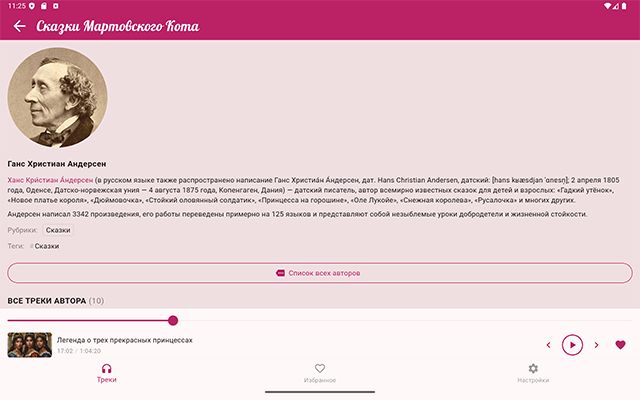 11:25
Сказки Мартовского Кота
Ганс Христиан Андерсен
Ханс Кри́стиан А́ндерсен (в русском языке также распространено написание Ганс Христиа́н А́ндерсен, дат. Hans Christian Andersen, датский: [hans kʁæsdjan ˈɑnɐsn̩]; 2 апреля 1805
года, Оденсе, Датско-норвежская уния — 4 августа 1875 года, Копенгаген, Дания) — датский писатель, автор всемирно известных сказок для детей и взрослых: «Гадкий утёнок»,
«Новое платье короля», «Дюймовочка», «Стойкий оловянный солдатик», «Принцесса на горошине», «Оле Лукойе», «Снежная королева», «Русалочка» и многих других.
Андерсен написал 3342 произведения, его работы переведены примерно на 125 языков и представляют собой незыблемые уроки добродетели и жизненной стойкости.
Рубрики: Сказки
Теги: #Сказки
Список всех авторов
ВСЕ ТРЕКИ АВТОРА (10)
Легенда о трех прекрасных принцессах
17:02 / 1:04:20
Треки Избранное Настройки